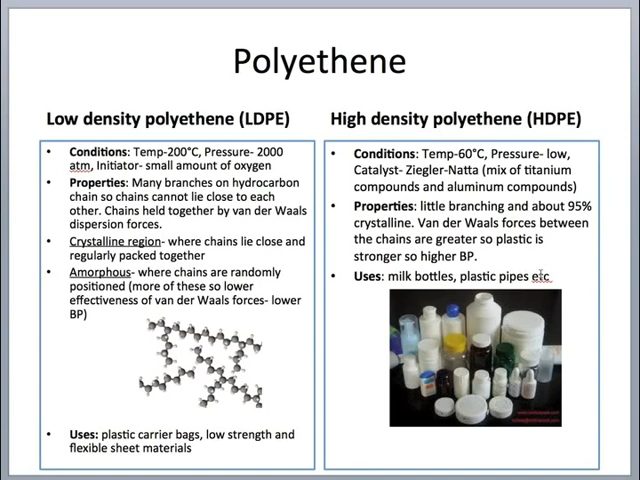 Polyethene
Low density polyethene (LDPE)
• Conditions: Temp-200°C, Pressure- 2000
atm, Initiator- small amount of oxygen
• Properties: Many branches on hydrocarbon
chain so chains cannot lie close to each
other. Chains held together by van der Waals
dispersion forces.
• Crystalline region- where chains lie close and
regularly packed together
• Amorphous- where chains are randomly
positioned (more of these so lower
effectiveness of van der Waals forces- lower
BP)
• Uses: plastic carrier bags, low strength and
flexible sheet materials
High density polyethene (HDPE)
• Conditions: Temp-60°C, Pressure- low,
Catalyst- Ziegler-Natta (mix of titanium
compounds and aluminum compounds)
• Properties: little branching and about 95%
crystalline. Van der Waals forces between
the chains are greater so plastic is
stronger so higher BP.
• Uses: milk bottles, plastic pipes etc